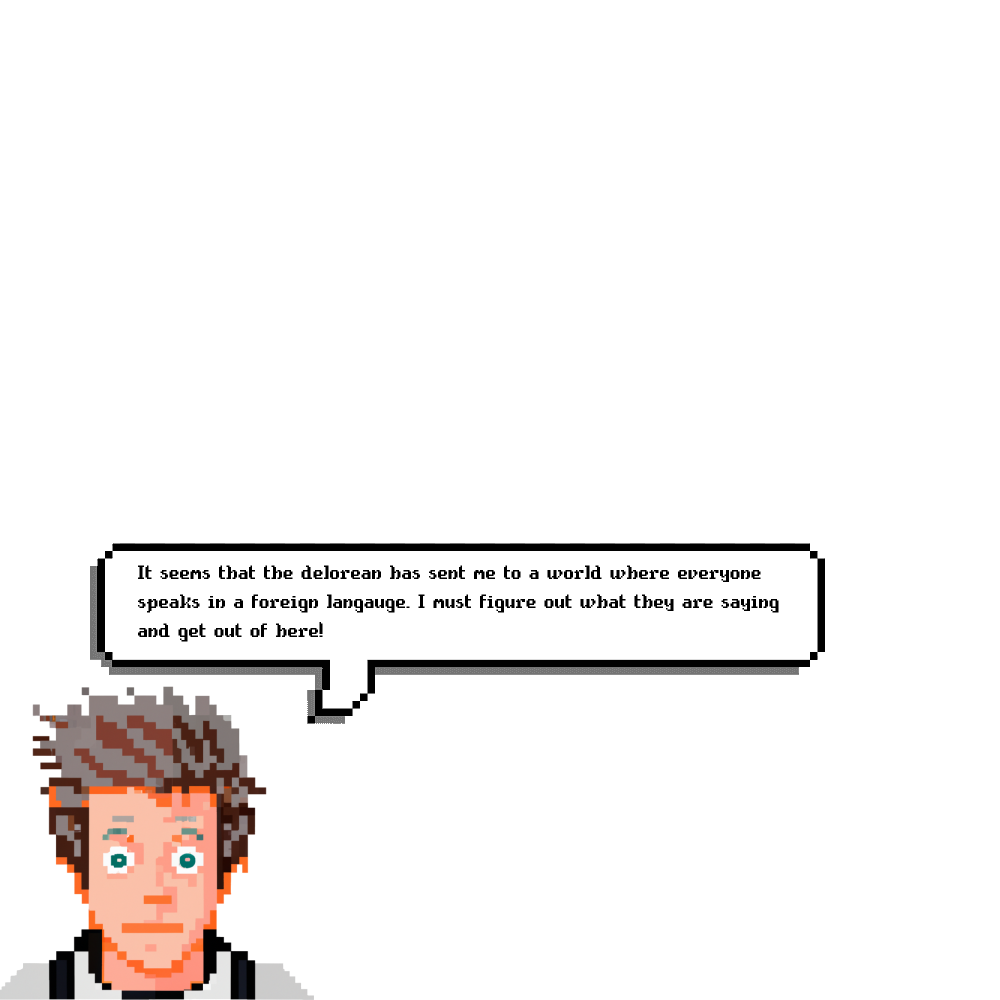 It seems that the delorean has sent me to a world where everyone
speaks in a foreign langauge. I must figure out what they are saying
and get out of here!